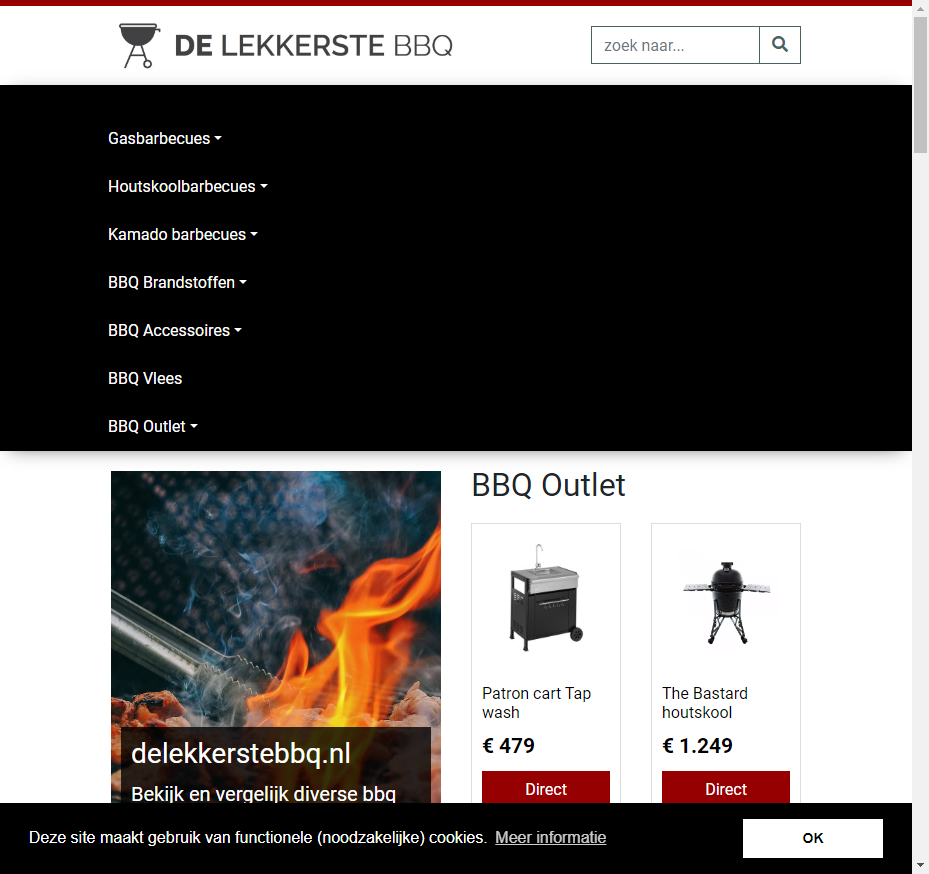 DE LEKKERSTE BBQ
zoek naar...
Gasbarbecues
Houtskoolbarbecues
Kamado barbecues
BBQ Brandstoffen
BBQ Accessoires
BBQ Vlees
BBQ Outlet
delekkerstebbq.nl
Bekijk en vergelijk diverse bbq
BBQ Outlet
Patron cart Tap
wash
€ 479
Direct
The Bastard
houtskool
€ 1.249
Direct
Deze site maakt gebruik van functionele (noodzakelijke) cookies. Meer informatie
OK